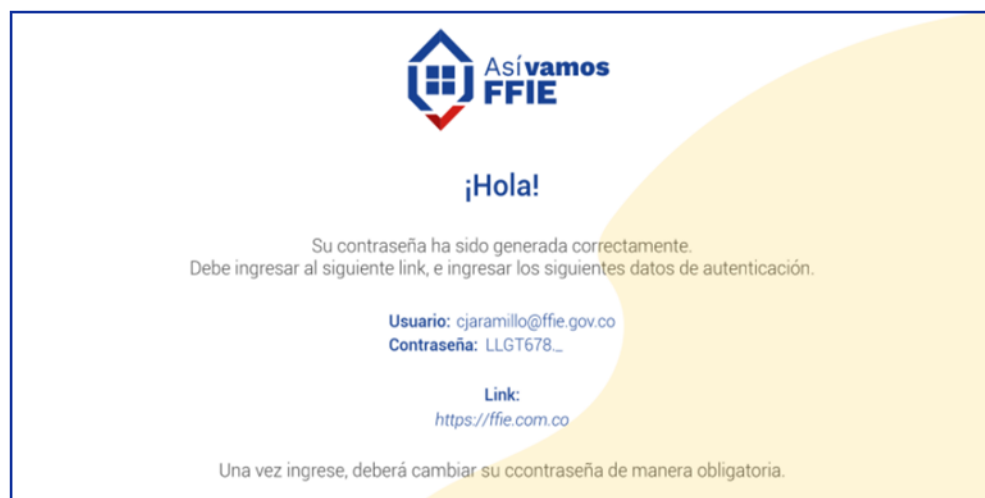 Así vamos
FFIE
¡Hola!
Su contraseña ha sido generada correctamente.
Debe ingresar al siguiente link, e ingresar los siguientes datos de autenticación.
Usuario: cjaramillo@ffie.gov.co
Contraseña: LLGT678._
Link:
https://ffie.com.co
Una vez ingrese, deberá cambiar su ccontraseña de manera obligatoria.